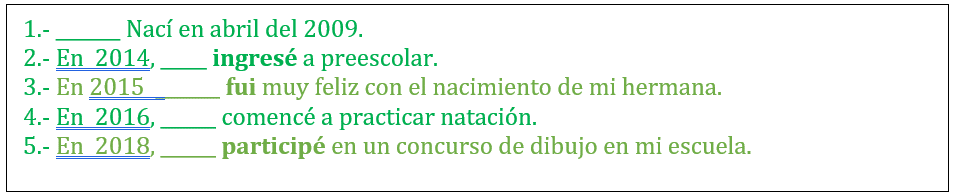 1.- ______ Nací en abril del 2009.
2.- En 2014, ____ ingresé a preescolar.
3.- En 2015 _______ fui muy feliz con el nacimiento de mi hermana.
4.- En 2016, _____ comencé a practicar natación.
5.- En 2018, _____ participé en un concurso de dibujo en mi escuela.